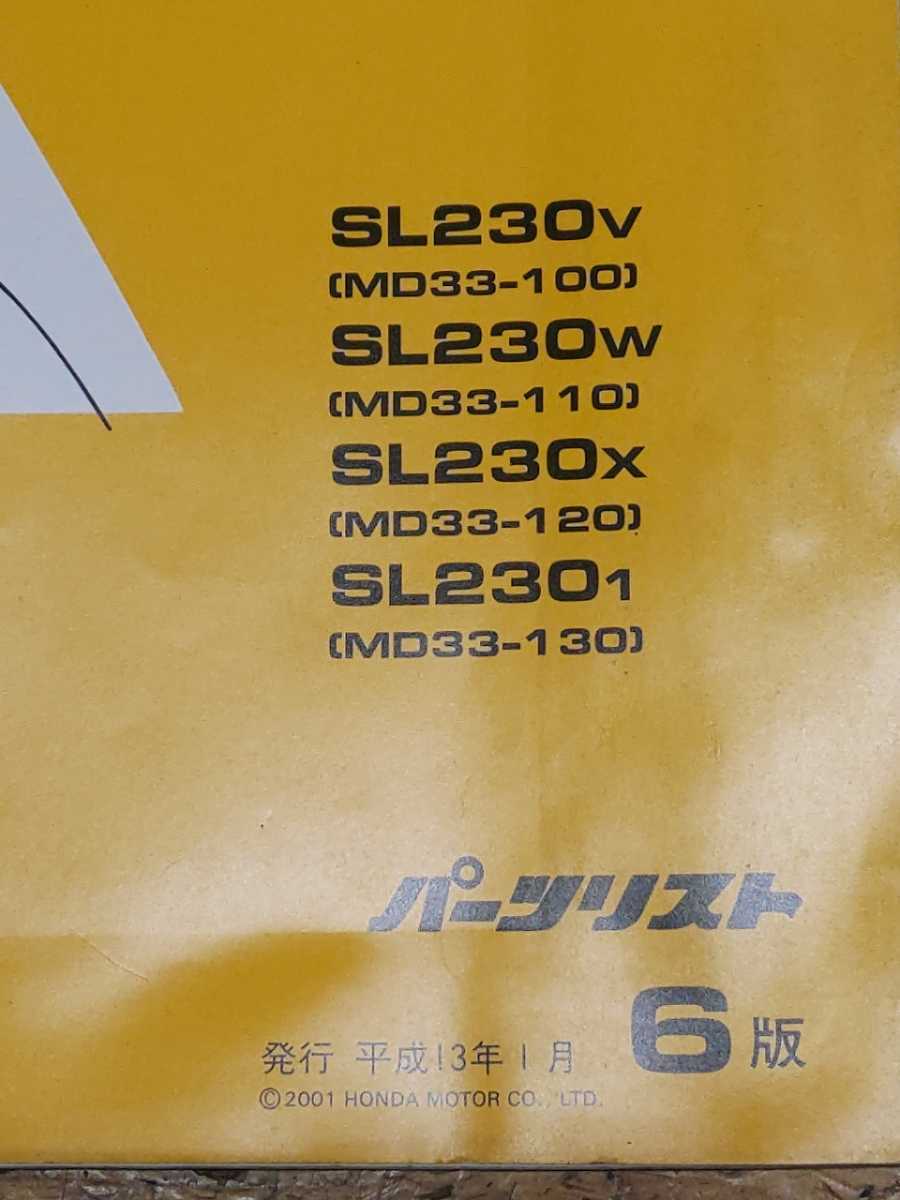 SL230V
(MD33-100)
SL230W
(MD33-110)
SL230X
(MD33-120)
SL2301
(MD33-130)
パーツリスト
発行 平成13年1月 6版
©2001 HONDA MOTOR CO., LTD.